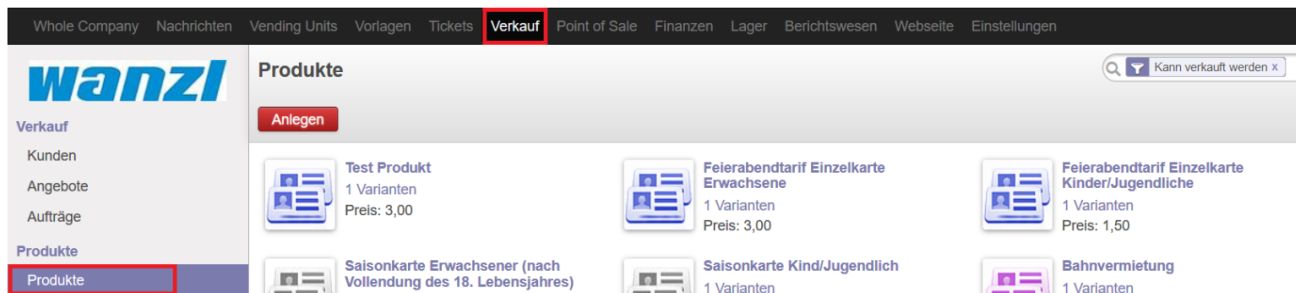 Whole Company Nachrichten Vending Units Vorlagen Tickets Verkauf Point of Sale Finanzen Lager Berichtswesen Webseite Einstellungen
wanzl
Produkte
Kann verkauft werden x
Anlegen
Verkauf
Kunden
Angebote
Aufträge
Produkte
Produkte
Test Produkt
1 Varianten
Preis: 3,00
Feierabendtarif Einzelkarte
Erwachsene
1 Varianten
Preis: 3,00
Feierabendtarif Einzelkarte
Kinder/Jugendliche
1 Varianten
Preis: 1,50
Saisonkarte Erwachsener (nach
Vollendung des 18. Lebensjahres)
Saisonkarte Kind/Jugendlich
1 Varianten
Bahnvermietung
1 Varianten